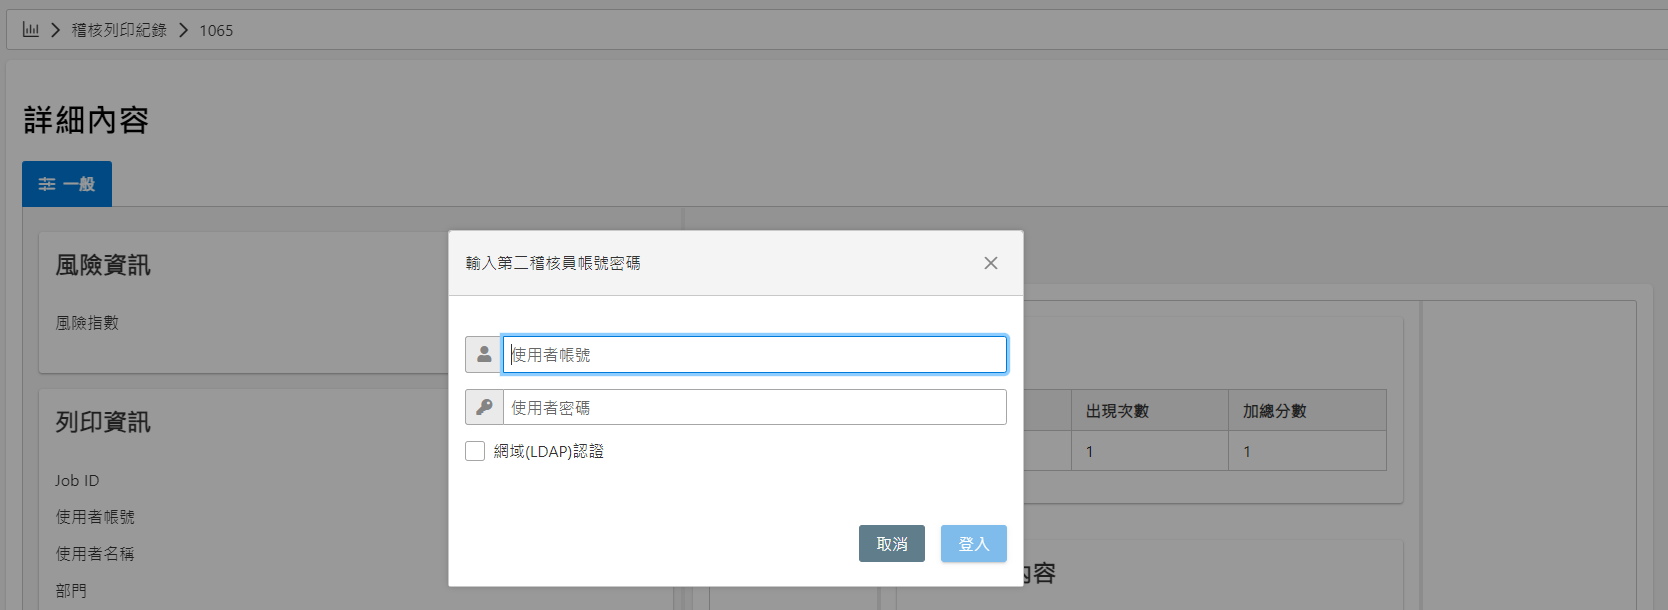 稽核列印紀錄 1065
詳細內容
一般
風險資訊
風險指數
列印資訊
Job ID
使用者帳號
使用者名稱
部門
輸入第二稽核員帳號密碼
使用者帳號
使用者密碼
網域(LDAP)認證
取消 登入
出現次數 加總分數
1 1
容